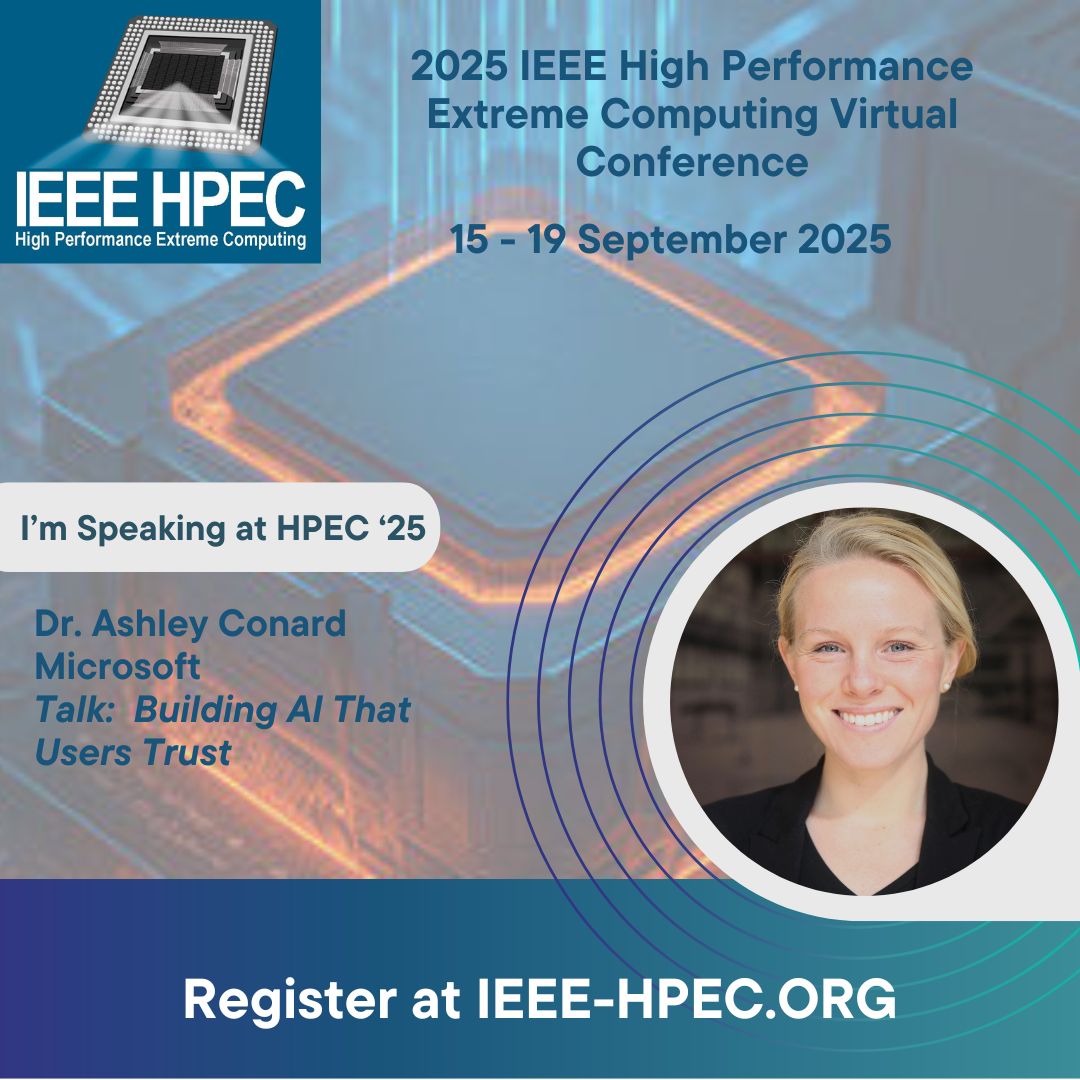 IEEE HPEC
High Performance Extreme Computing
2025 IEEE High Performance
Extreme Computing Virtual
Conference
15 - 19 September 2025
I’m Speaking at HPEC ‘25
Dr. Ashley Conard
Microsoft
Talk:  Building AI That
Users Trust
Register at IEEE-HPEC.ORG